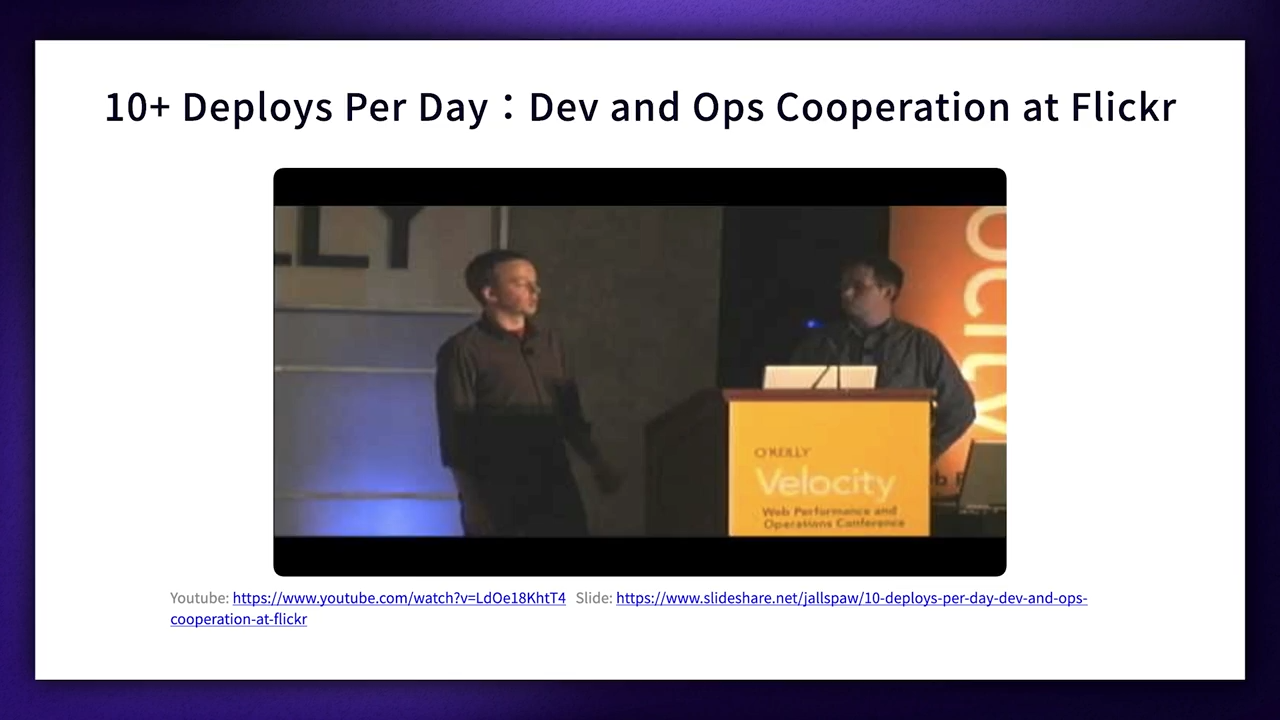 10+ Deploys Per Day：Dev and Ops Cooperation at Flickr
LLY
OCITY
O'REILLY
Velocity
Web Performance and
Operations Conference
Youtube: https://www.youtube.com/watch?v=LdOe18KhtT4 Slide: https://www.slideshare.net/jallspaw/10-deploys-per-day-dev-and-ops-
cooperation-at-flickr